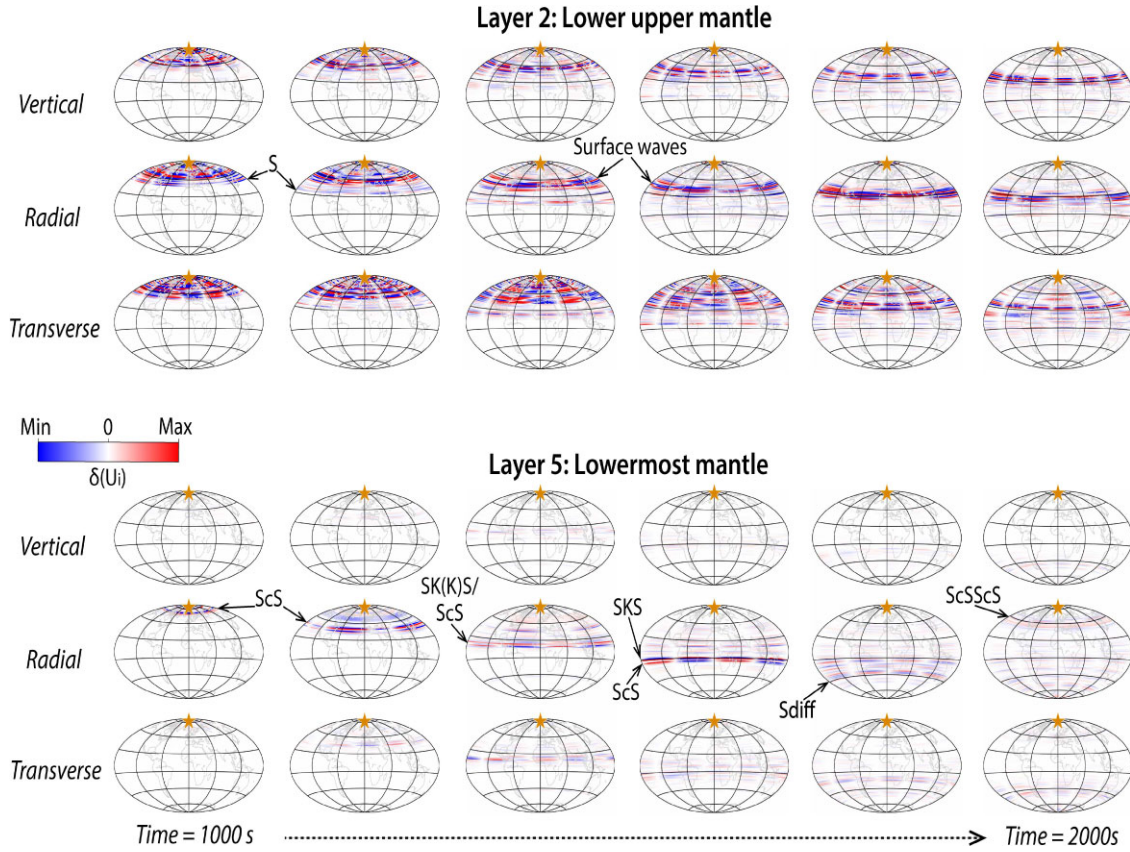 Layer 2: Lower upper mantle
Vertical
S
Surface waves
Radial
Transverse
Min 0 Max
δ(Ui)
Layer 5: Lowermost mantle
Vertical
ScS
SK(K)S/
ScS
SKS
ScSScS
Radial
ScS
Sdiff
Transverse
Time = 1000 s
Time = 2000s